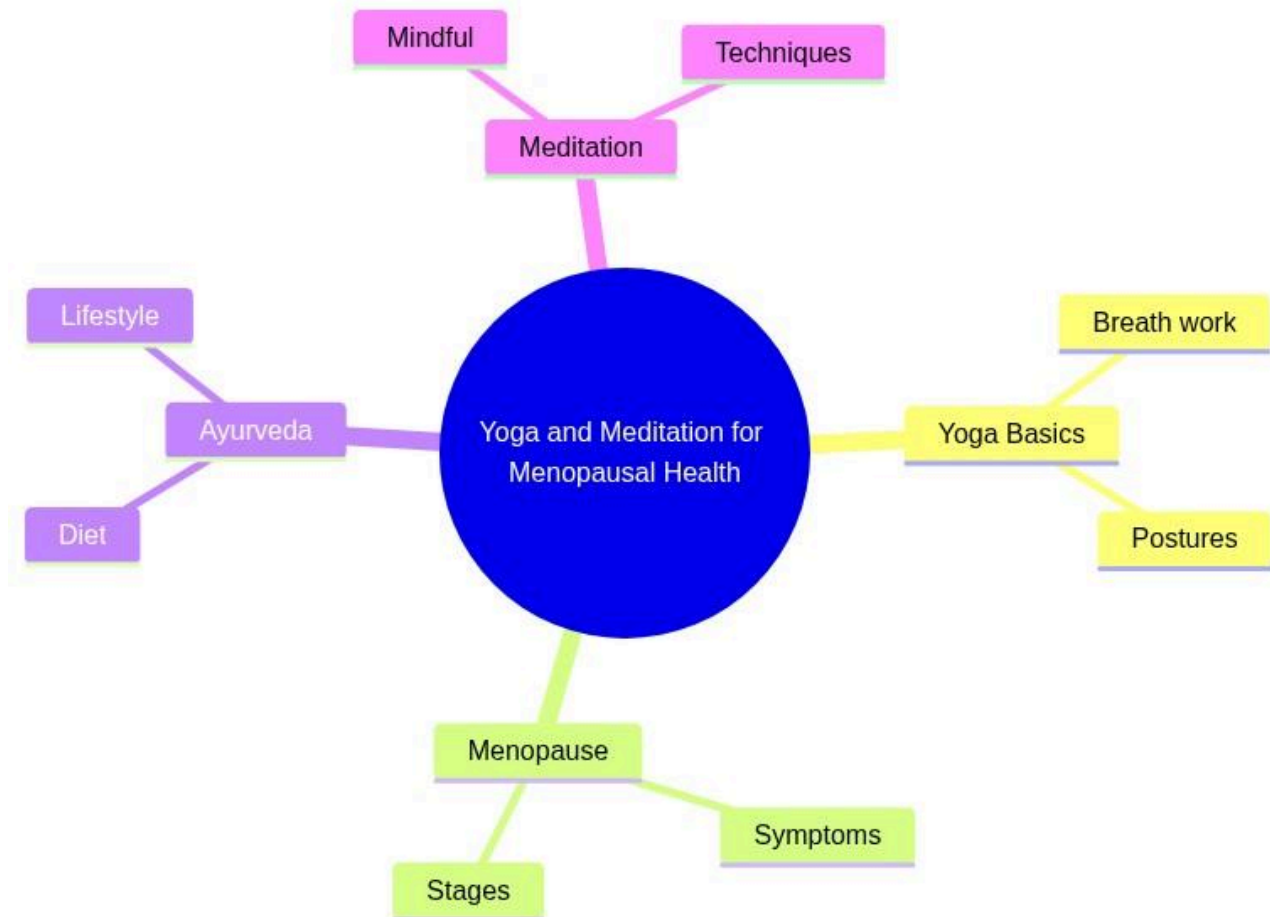 Mindful
Techniques
Meditation
Lifestyle
Ayurveda
Diet
Yoga and Meditation for
Menopausal Health
Breath work
Yoga Basics
Postures
Menopause
Symptoms
Stages